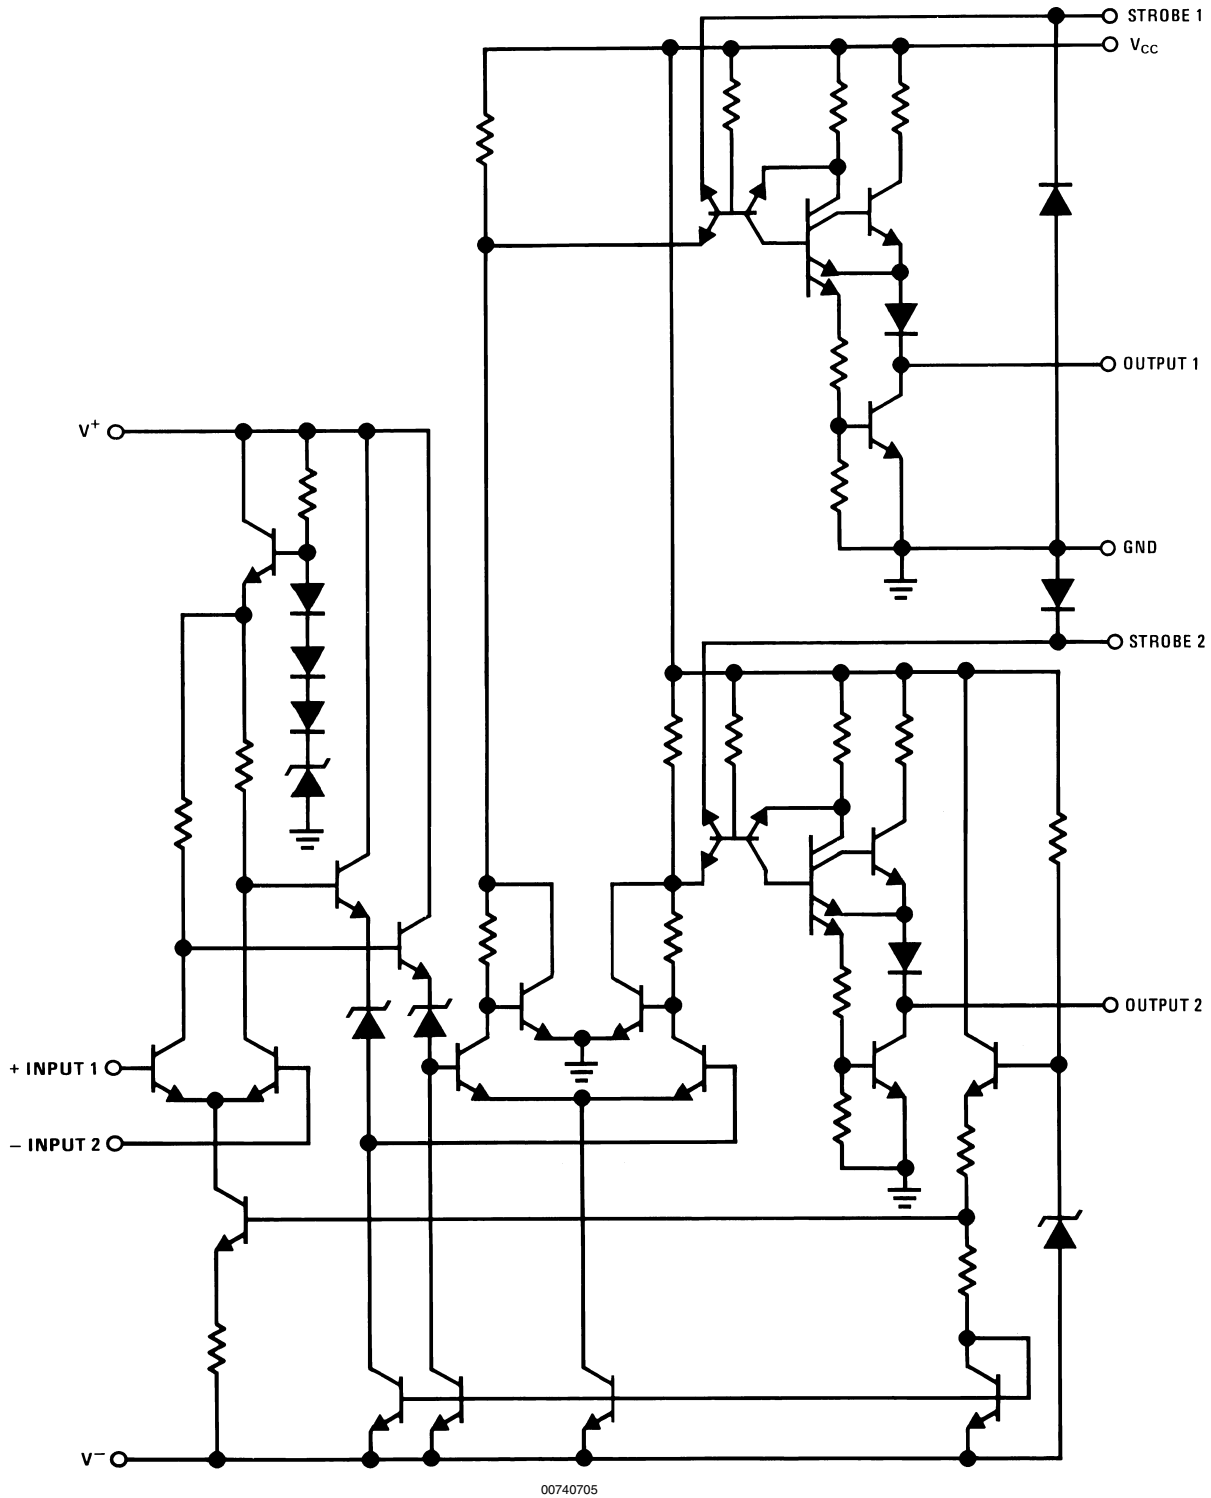 STROBE 1
VCC
OUTPUT 1
V+
GND
STROBE 2
OUTPUT 2
+ INPUT 1
− INPUT 2
V−
00740705